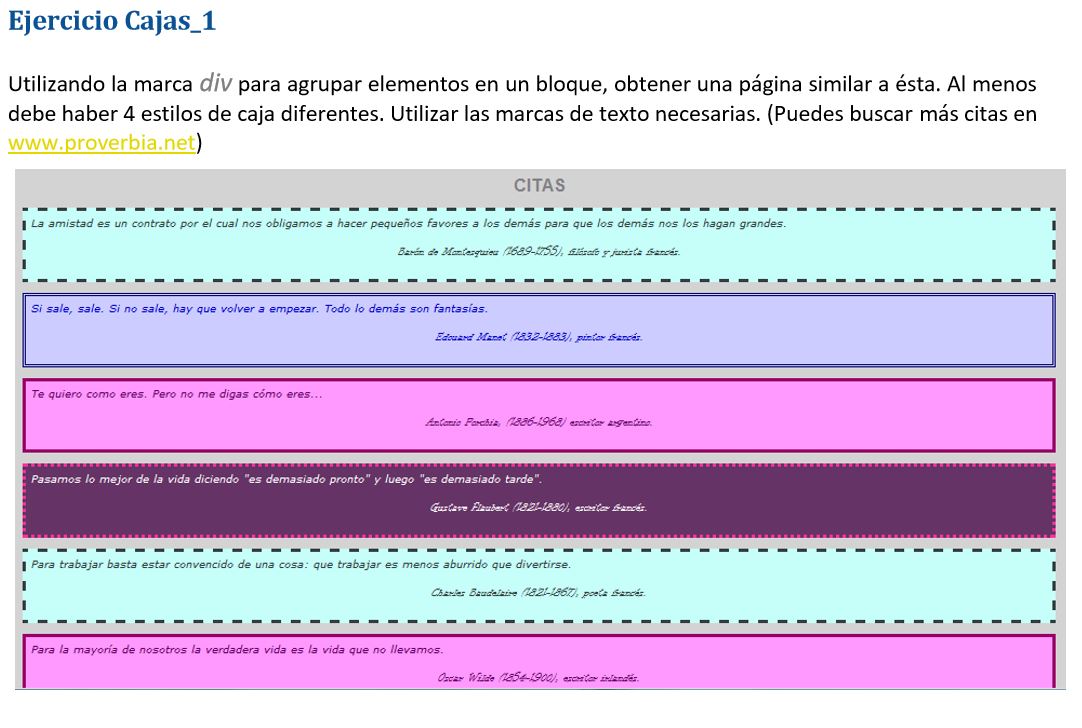 Ejercicio Cajas_1
Utilizando la marca div para agrupar elementos en un bloque, obtener una página similar a ésta. Al menos
debe haber 4 estilos de caja diferentes. Utilizar las marcas de texto necesarias. (Puedes buscar más citas en
www.proverbia.net)
CITAS
La amistad es un contrato por el cual nos obligamos a hacer pequeños favores a los demás para que los demás nos los hagan grandes.
Barón de Montesquieu (1689-1755), filósofo y jurista francés.
Si sale, sale. Si no sale, hay que volver a empezar. Todo lo demás son fantasías.
Edouard Manet (1832-1883), pintor francés.
Te quiero como eres. Pero no me digas cómo eres...
Antonio Porchia, (1886-1968) escritor argentino.
Pasamos lo mejor de la vida diciendo "es demasiado pronto" y luego "es demasiado tarde".
Gustave Flaubert (1821-1880), escritor francés.
Para trabajar basta estar convencido de una cosa: que trabajar es menos aburrido que divertirse.
Charles Baudelaire (1821-1867), poeta francés.
Para la mayoría de nosotros la verdadera vida es la vida que no llevamos.
Oscar Wilde (1854-1900), escritor irlandés.